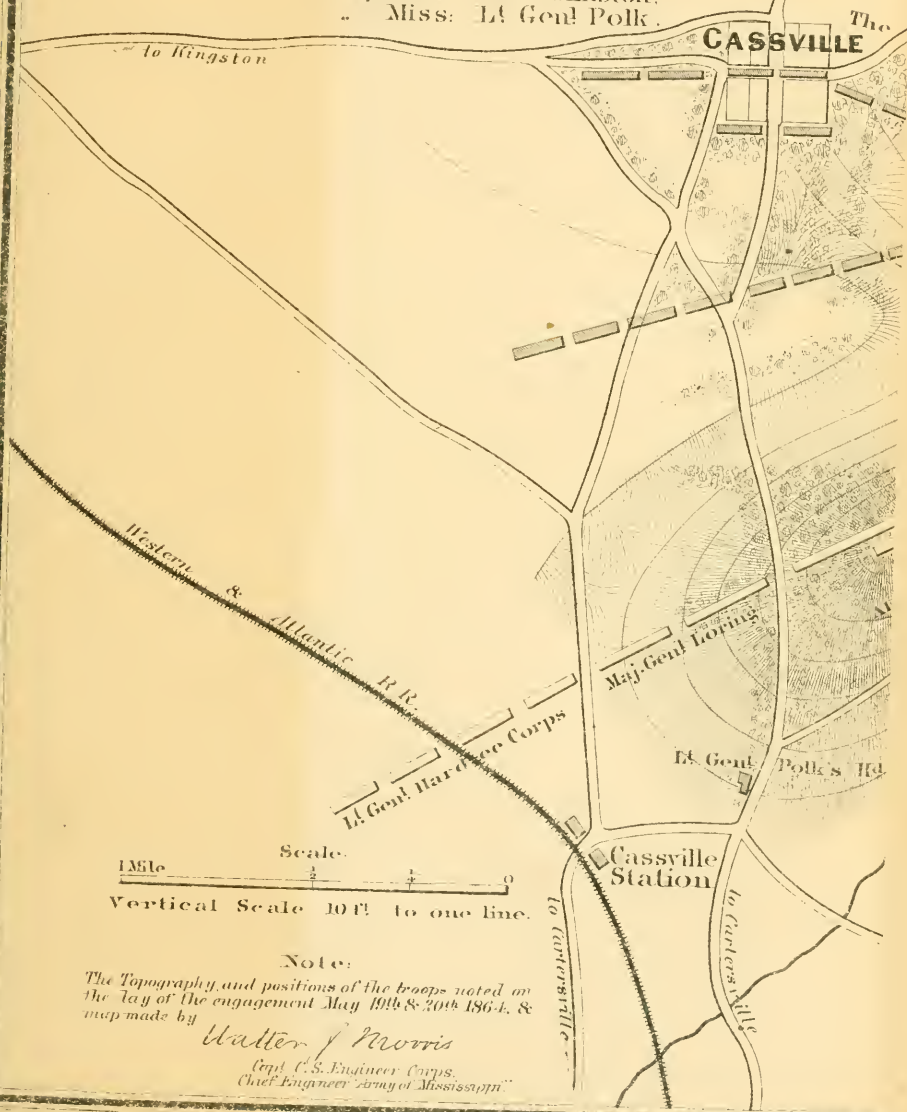 Miss: Lt Genl Polk.
The
CASSVILLE
to Kingston
Western & Atlantic R R.
Maj. Genl Loring
Lt Genl Hardee Corps
Lt Genl Polk's Hd
Cassville
Station
Scale.
1 Mile 1/2 1/4 0
Vertical Scale 10 ft to one line.
to Cartersville
to Cartersville
Note:
The Topography, and positions of the troops noted on
the day of the engagement May 19th & 20th 1864, &
map made by
Walter J Morris
Capt C. S. Engineer Corps.
Chief Engineer "Army of Mississippi"